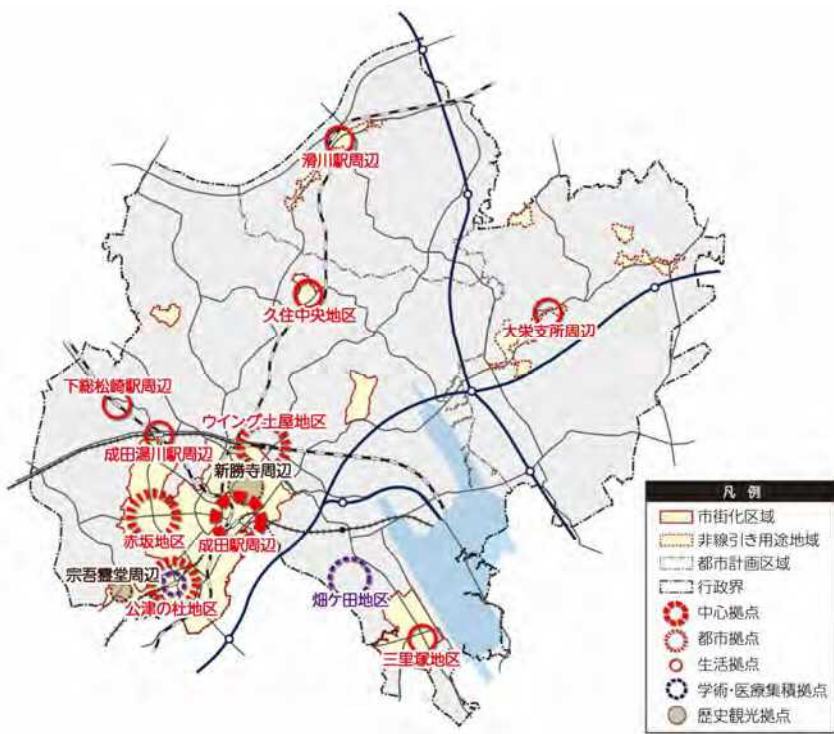 滑川駅周辺
久住中央地区
大栄支所周辺
下総松崎駅周辺
ウイング土屋地区
成田湯川駅周辺
新勝寺周辺
赤坂地区
成田駅周辺
宗吾霊堂周辺
公津の杜地区
畑ケ田地区
三里塚地区
凡 例
市街化区域
非線引き用途地域
都市計画区域
行政界
中心拠点
都市拠点
生活拠点
学術・医療集積拠点
歴史観光拠点